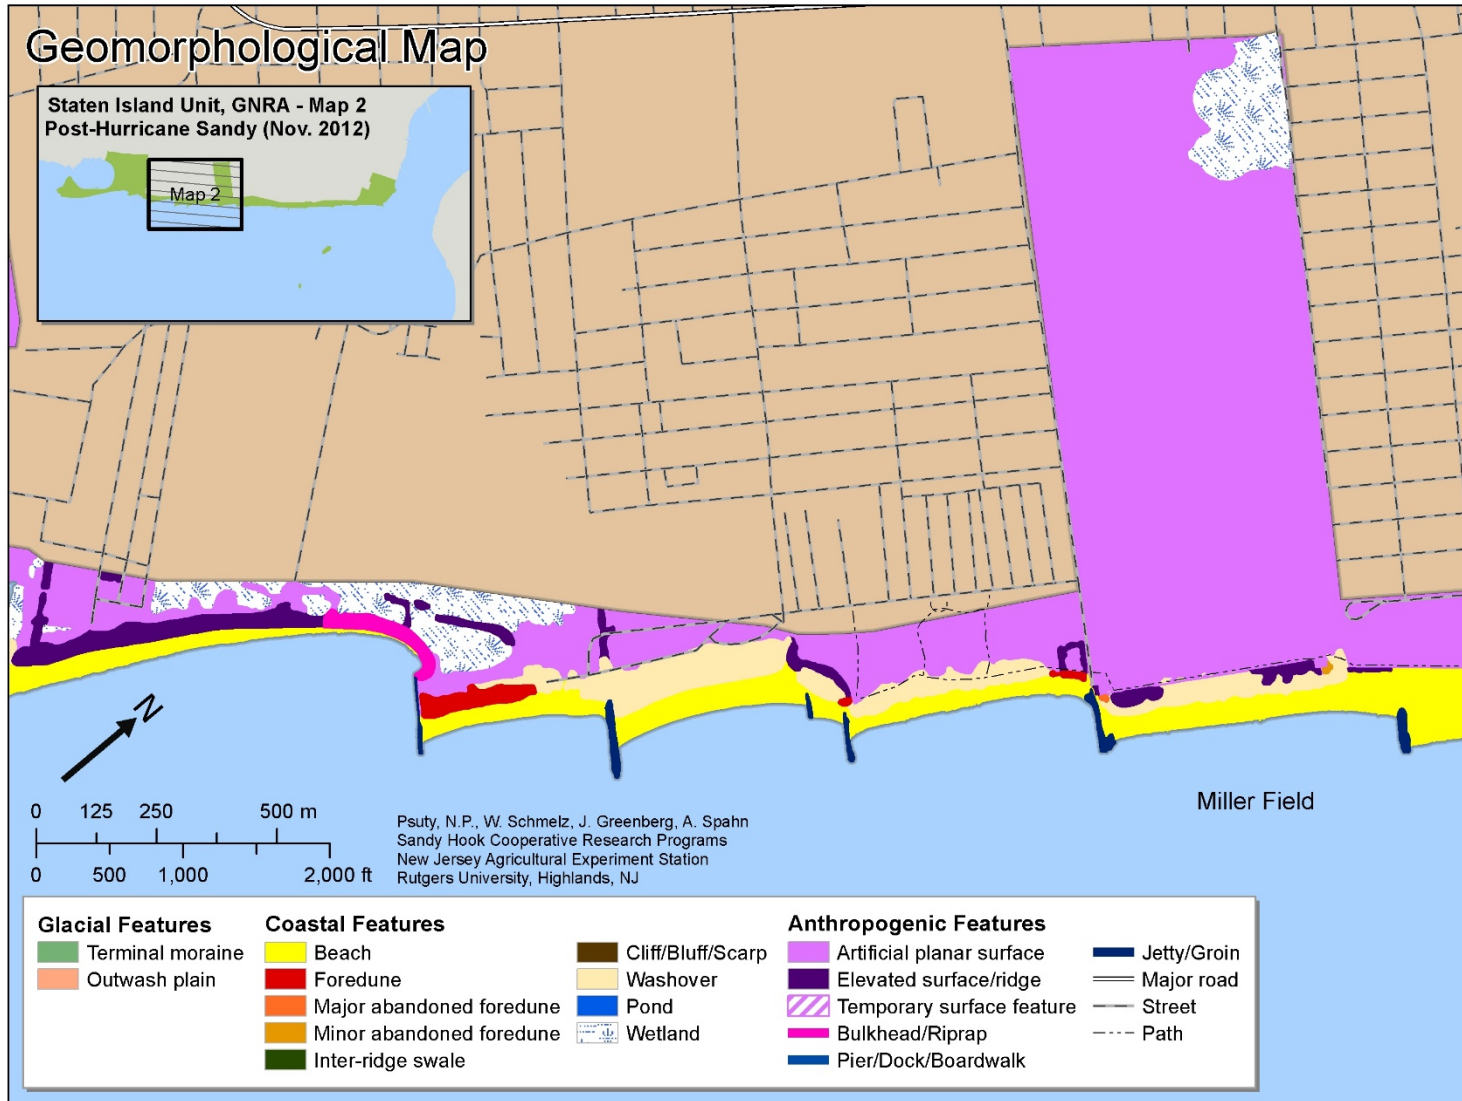 Geomorphological Map
Staten Island Unit, GNRA - Map 2
Post-Hurricane Sandy (Nov. 2012)
Map 2
N
0 125 250 500 m
0 500 1,000 2,000 ft
Psuty, N.P., W. Schmelz, J. Greenberg, A. Spahn
Sandy Hook Cooperative Research Programs
New Jersey Agricultural Experiment Station
Rutgers University, Highlands, NJ
Miller Field
Glacial Features
Terminal moraine
Outwash plain
Coastal Features
Beach
Foredune
Major abandoned foredune
Minor abandoned foredune
Inter-ridge swale
Cliff/Bluff/Scarp
Washover
Pond
Wetland
Anthropogenic Features
Artificial planar surface
Elevated surface/ridge
Temporary surface feature
Bulkhead/Riprap
Pier/Dock/Boardwalk
Jetty/Groin
Major road
Street
Path